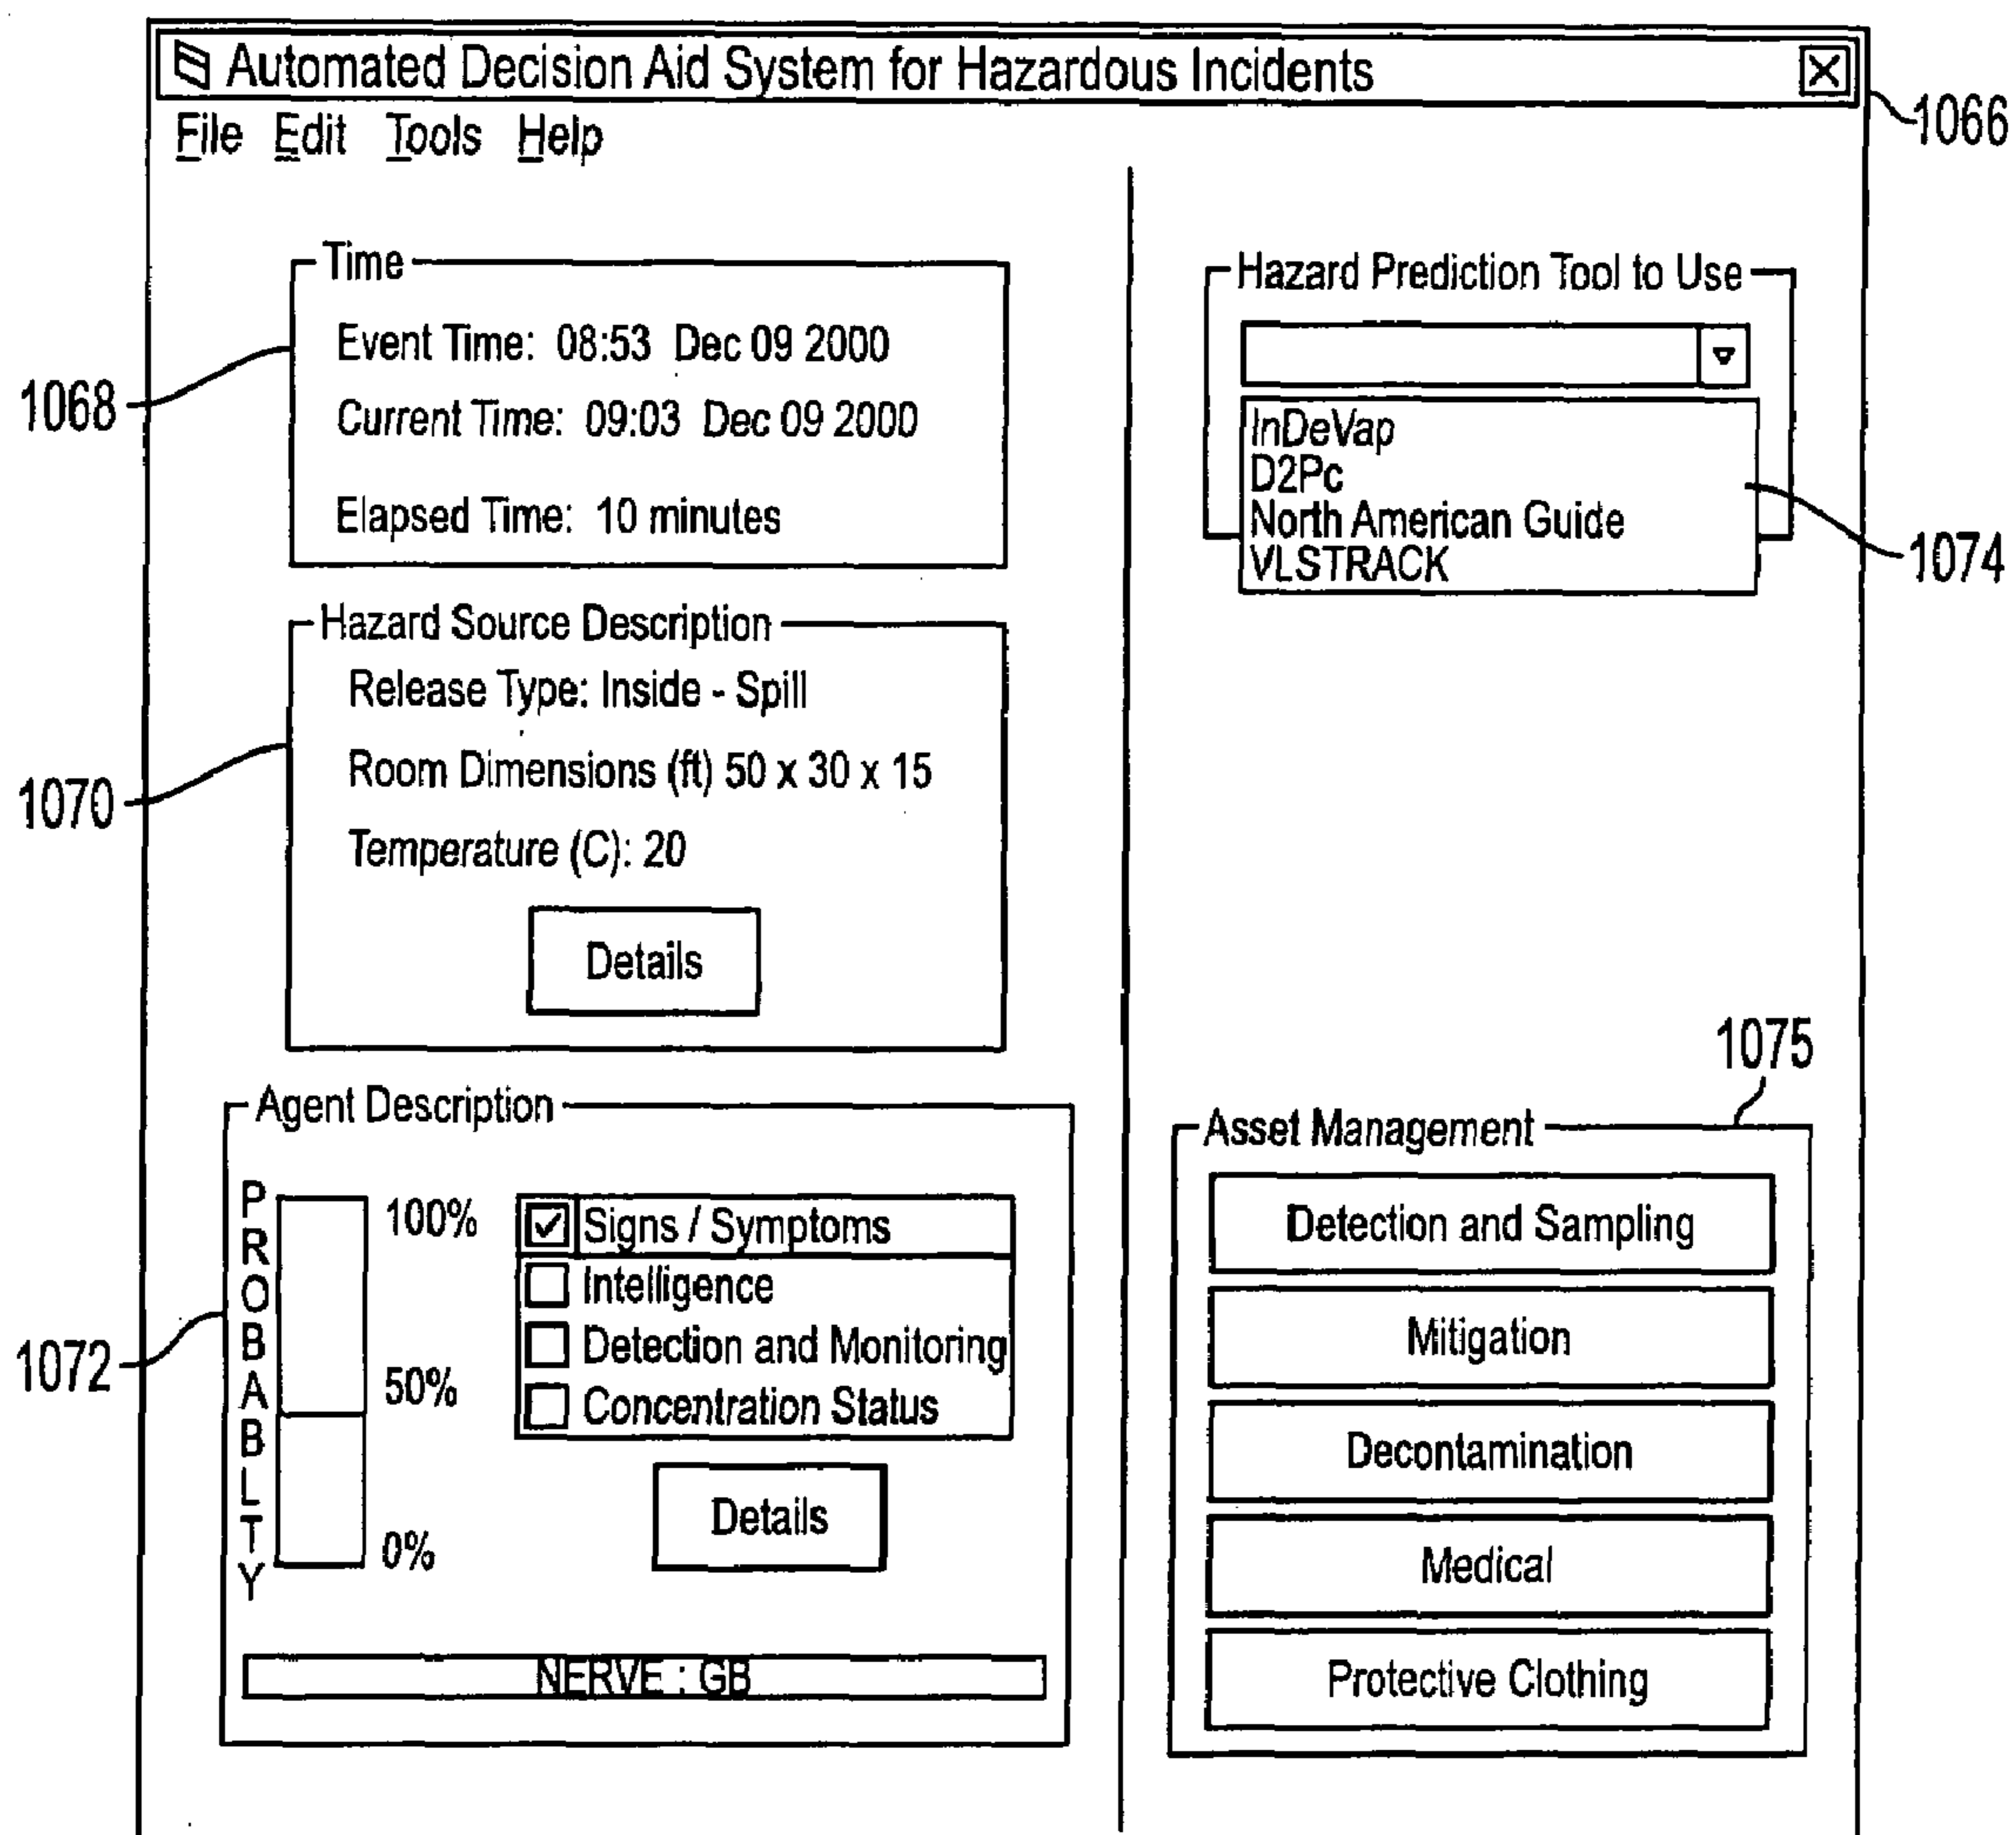 Automated Decision Aid System for Hazardous Incidents
1066
File Edit Tools Help
Time
Event Time: 08:53 Dec 09 2000
Current Time: 09:03 Dec 09 2000
Elapsed Time: 10 minutes
1068
Hazard Source Description
Release Type: Inside - Spill
Room Dimensions (ft) 50 x 30 x 15
Temperature (C): 20
Details
1070
Agent Description
PROBABLTY
100%
50%
0%
Signs / Symptoms
Intelligence
Detection and Monitoring
Concentration Status
Details
NERVE : GB
1072
Hazard Prediction Tool to Use
InDeVap
D2Pc
North American Guide
VLSTRACK
1074
1075
Asset Management
Detection and Sampling
Mitigation
Decontamination
Medical
Protective Clothing